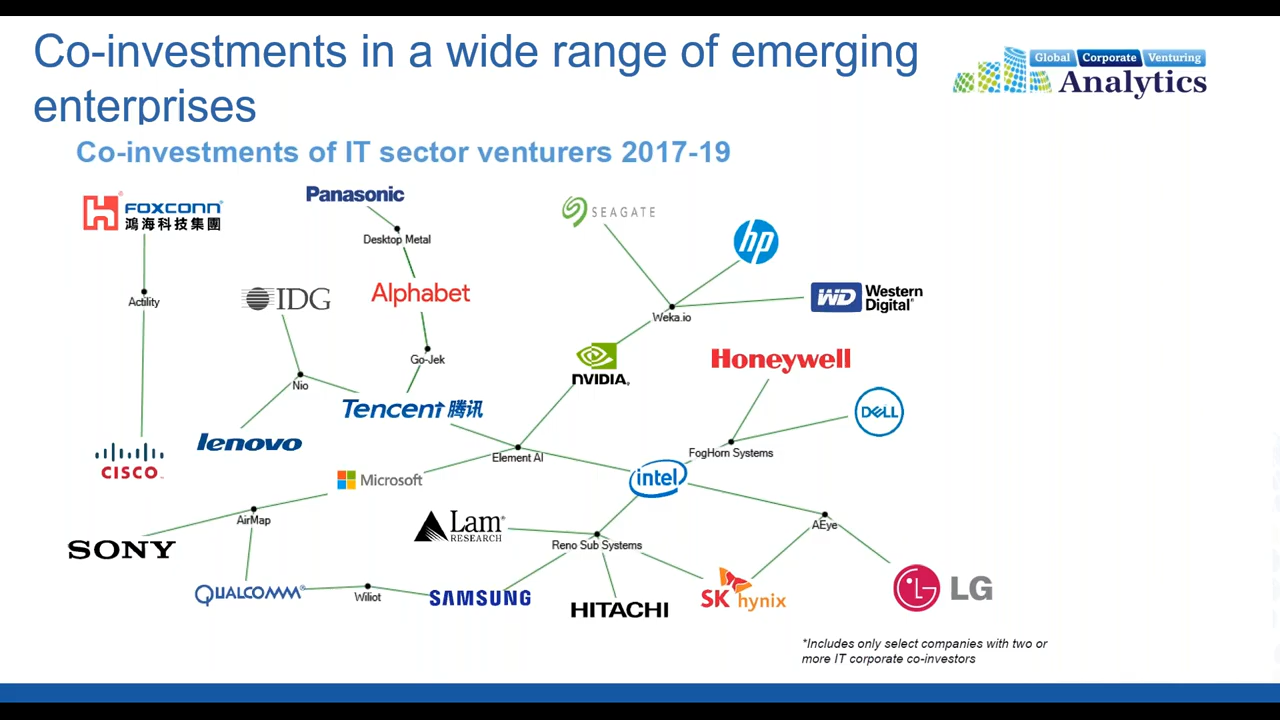 Co-investments in a wide range of emerging
enterprises
Global Corporate Venturing
Analytics
Co-investments of IT sector venturers 2017-19
FOXCONN
鴻海科技集團
Panasonic
SEAGATE
hp
Desktop Metal
Actility
IDG
Alphabet
WD Western
Digital
Weka.io
Go-Jek
NVIDIA
Honeywell
Nio
Tencent 腾讯
DELL
lenovo
CISCO
Element AI
FogHorn Systems
Microsoft
intel
AirMap
Lam
RESEARCH
AEye
SONY
Reno Sub Systems
QUALCOMM
Wiliot
SAMSUNG
HITACHI
SK hynix
LG
*Includes only select companies with two or
more IT corporate co-investors